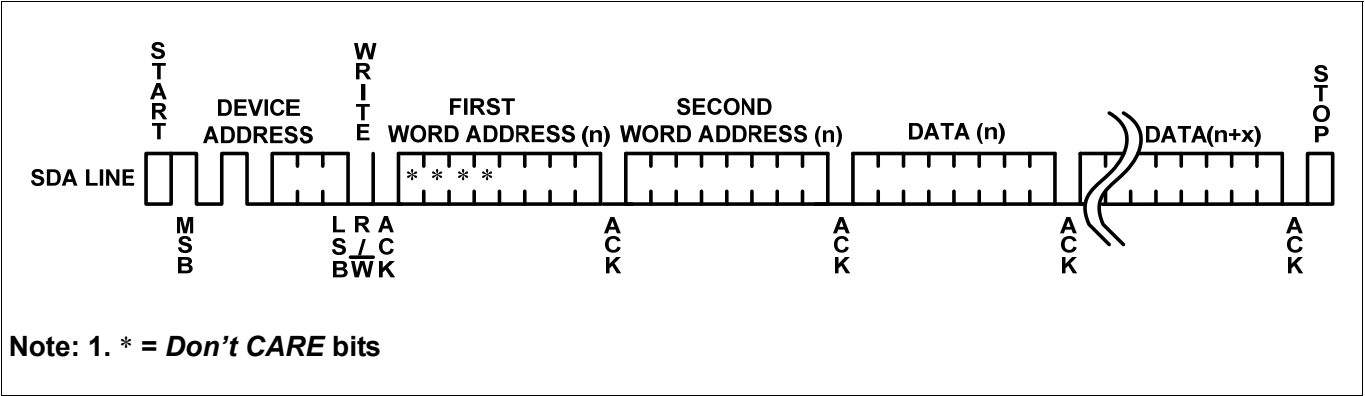 START
WRITE
STOP
DEVICE
ADDRESS
FIRST
WORD ADDRESS (n)
SECOND
WORD ADDRESS (n)
DATA (n)
DATA(n+x)
SDA LINE
* * * *
MSB
LSB
R/W
ACK
ACK
ACK
ACK
ACK
Note: 1. * = Don't CARE bits